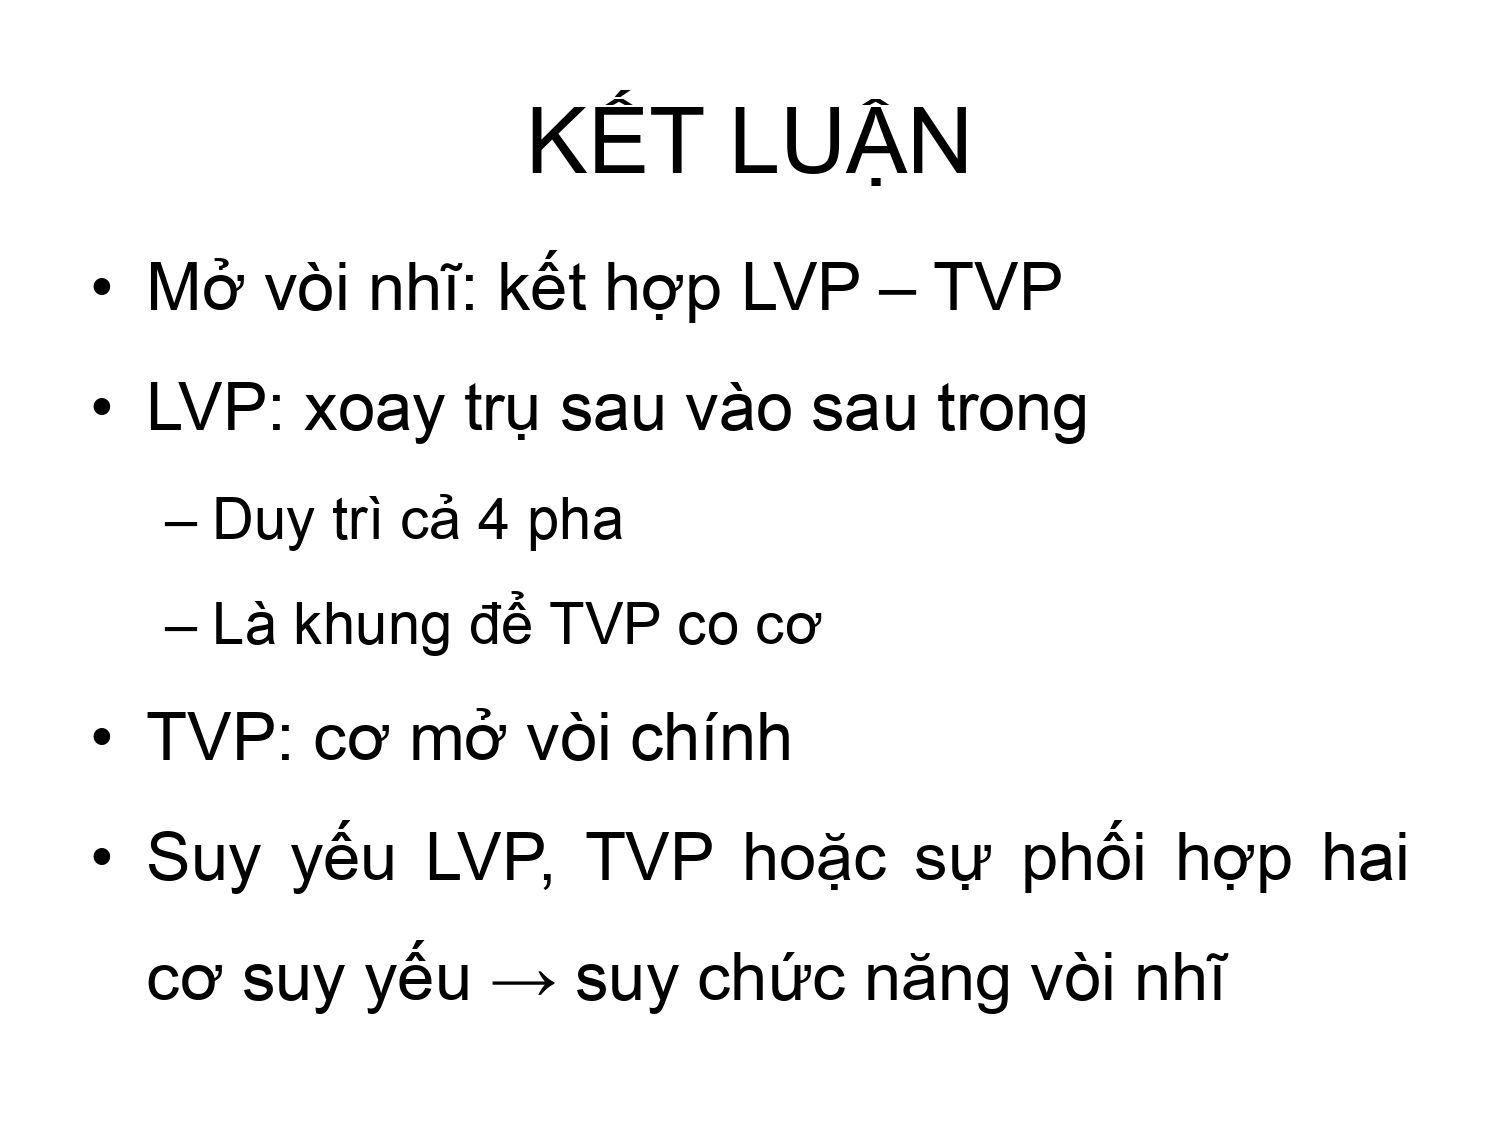 KẾT LUẬN
• Mở vòi nhĩ: kết hợp LVP – TVP
• LVP: xoay trụ sau vào sau trong
– Duy trì cả 4 pha
– Là khung để TVP co cơ
• TVP: cơ mở vòi chính
• Suy yếu LVP, TVP hoặc sự phối hợp hai
cơ suy yếu → suy chức năng vòi nhĩ